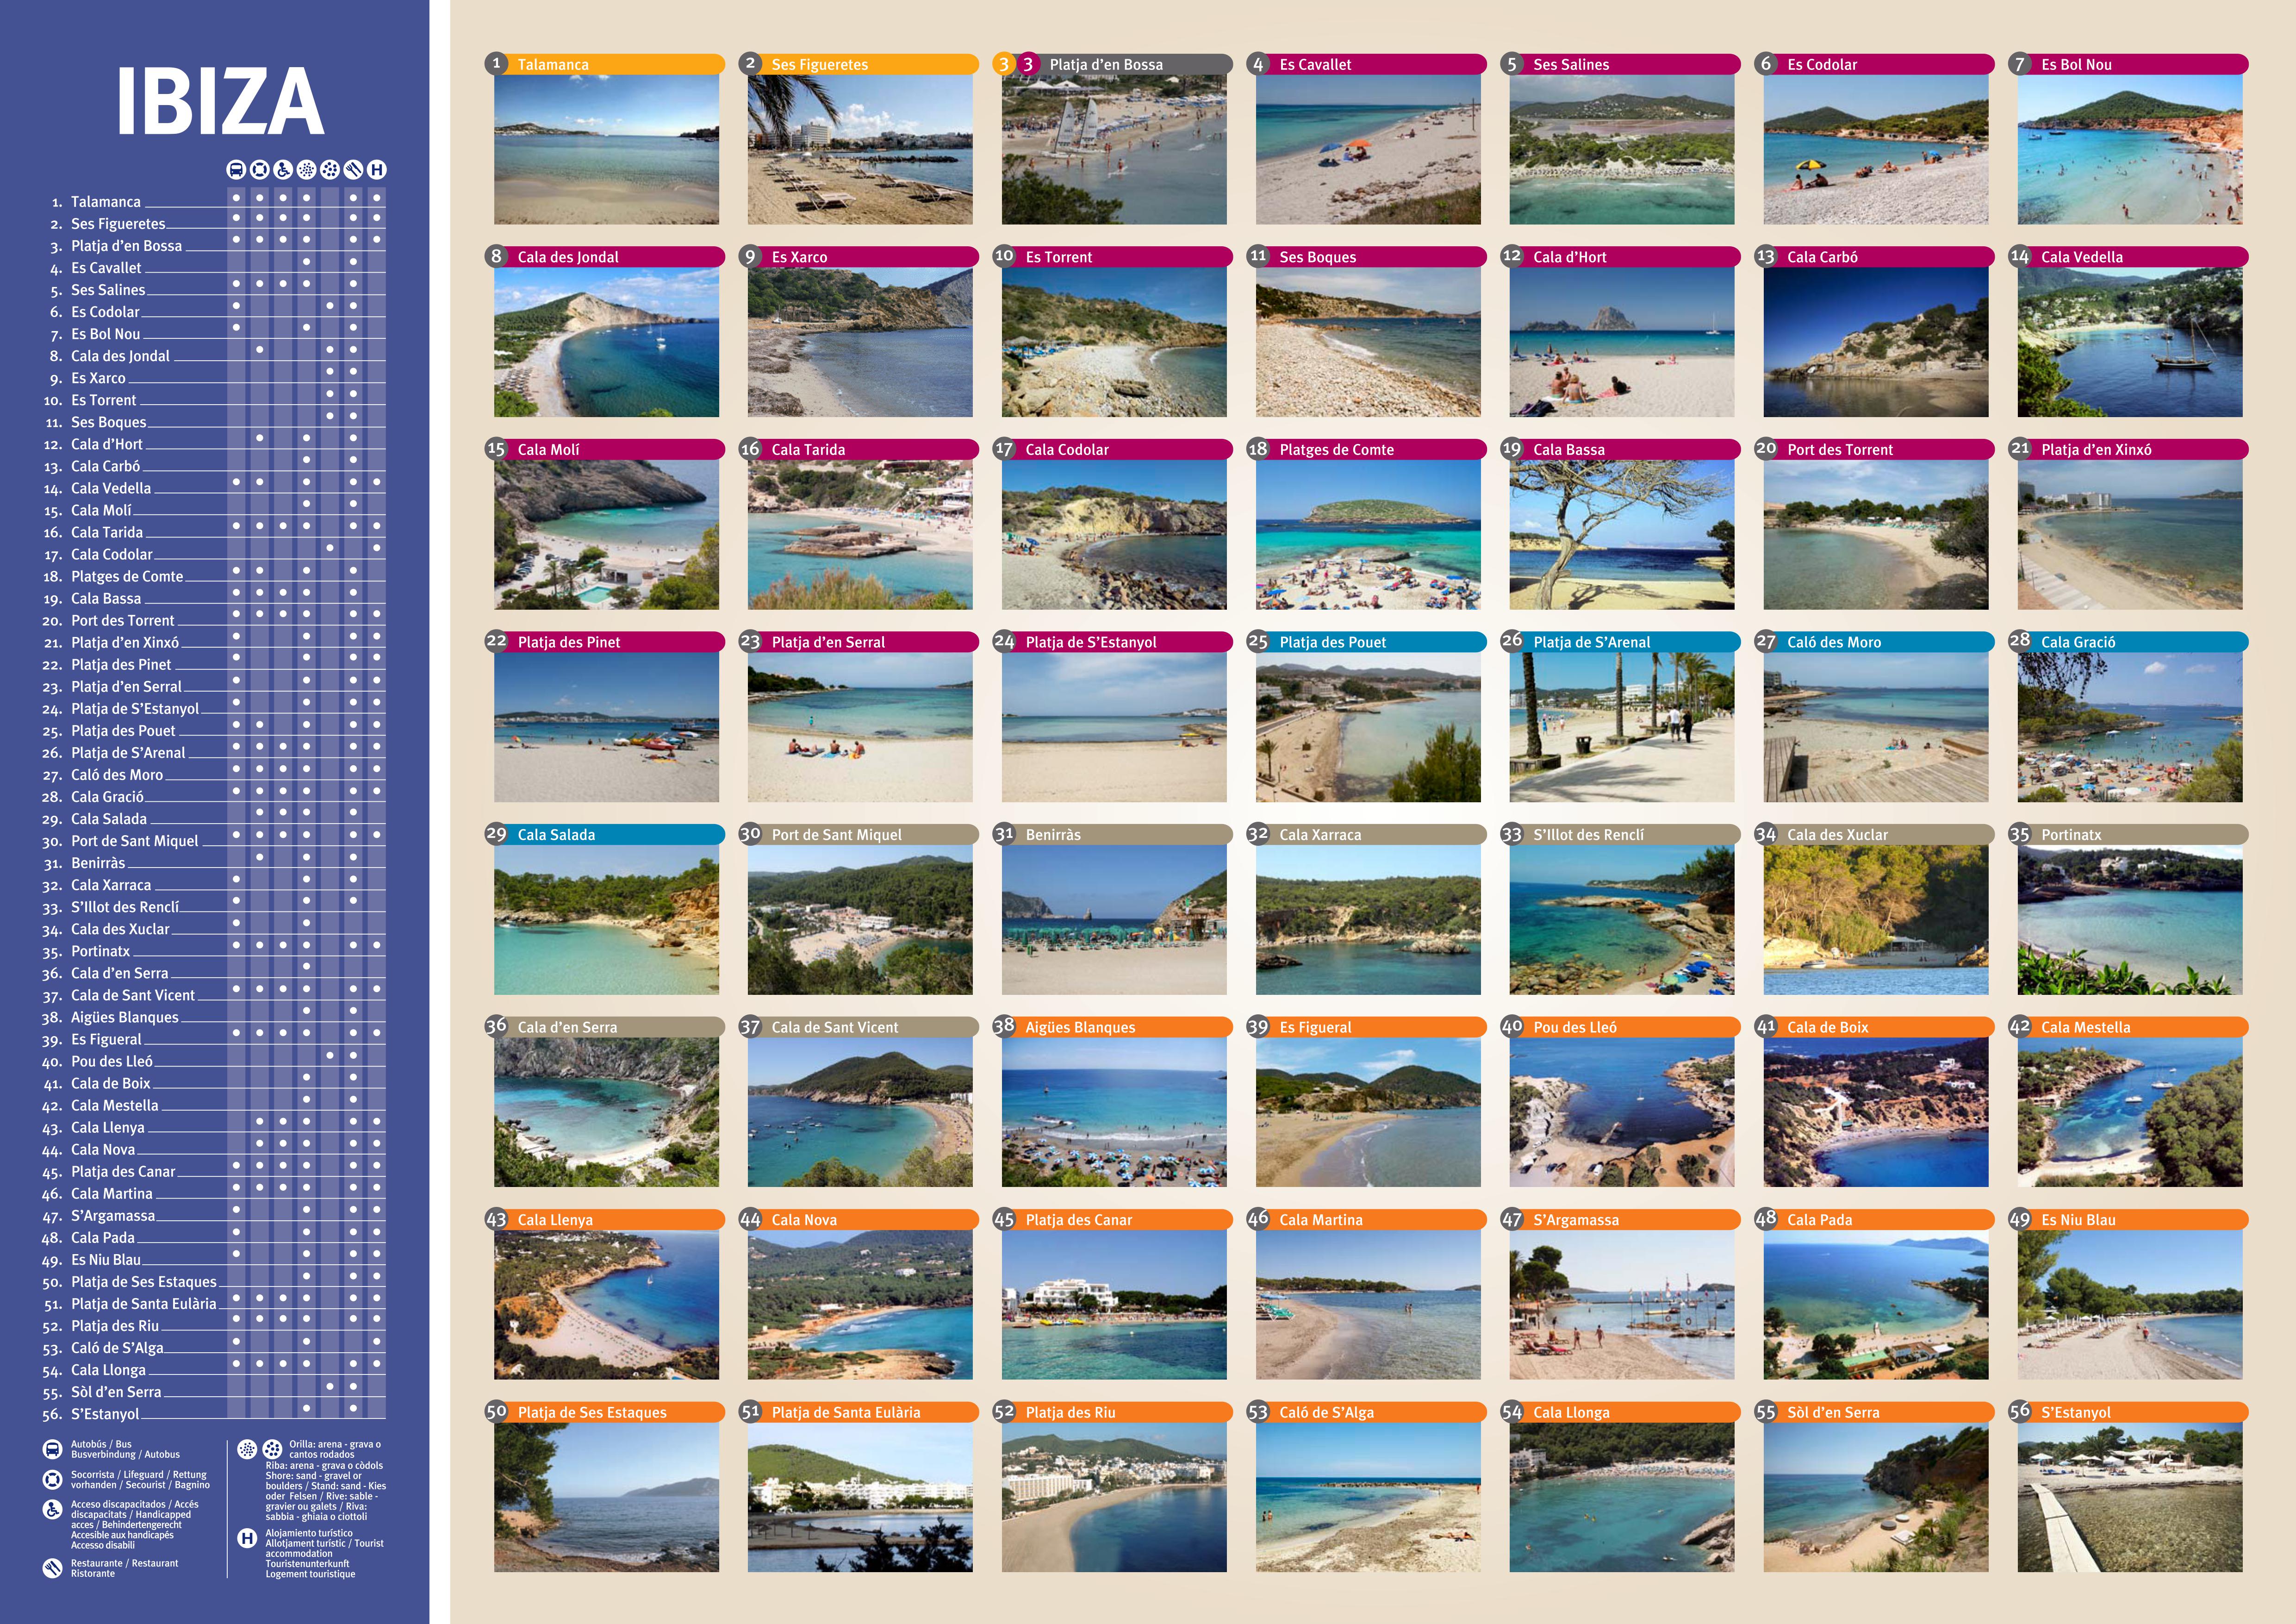 IBIZA
1. Talamanca
2. Ses Figueretes
3. Platja d'en Bossa
4. Es Cavallet
5. Ses Salines
6. Es Codolar
7. Es Bol Nou
8. Cala des Jondal
9. Es Xarco
10. Es Torrent
11. Ses Boques
12. Cala d'Hort
13. Cala Carbó
14. Cala Vedella
15. Cala Molí
16. Cala Tarida
17. Cala Codolar
18. Platges de Comte
19. Cala Bassa
20. Port des Torrent
21. Platja d'en Xinxó
22. Platja des Pinet
23. Platja d'en Serral
24. Platja de S'Estanyol
25. Platja des Pouet
26. Platja de S'Arenal
27. Caló des Moro
28. Cala Gració
29. Cala Salada
30. Port de Sant Miquel
31. Benirràs
32. Cala Xarraca
33. S'Illot des Renclí
34. Cala des Xuclar
35. Portinatx
36. Cala d'en Serra
37. Cala de Sant Vicent
38. Aigües Blanques
39. Es Figueral
40. Pou des Lleó
41. Cala de Boix
42. Cala Mestella
43. Cala Llenya
44. Cala Nova
45. Platja des Canar
46. Cala Martina
47. S'Argamassa
48. Cala Pada
49. Es Niu Blau
50. Platja de Ses Estaques
51. Platja de Santa Eulària
52. Platja des Riu
53. Caló de S'Alga
54. Cala Llonga
55. Sòl d'en Serra
56. S'Estanyol
Autobús / Bus
Busverbindung / Autobus
Socorrista / Lifeguard / Rettung
vorhanden / Secourist / Bagnino
Acceso discapacitados / Accés
discapacitats / Handicapped
acces / Behindertengerecht
Accesible aux handicapés
Accesso disabili
Restaurante / Restaurant
Ristorante
Orilla: arena - grava o
cantos rodados
Riba: arena - grava o còdols
Shore: sand - gravel or
boulders / Stand: sand - Kies
oder Felsen / Rive: sable -
gravier ou galets / Riva:
sabbia - ghiaia o ciottoli
H
Alojamiento turístico
Allotjament turístic / Tourist
accommodation
Touristenunterkunft
Logement touristique
1 Talamanca
2 Ses Figueretes
3 3 Platja d'en Bossa
4 Es Cavallet
5 Ses Salines
6 Es Codolar
7 Es Bol Nou
8 Cala des Jondal
9 Es Xarco
10 Es Torrent
11 Ses Boques
12 Cala d'Hort
13 Cala Carbó
14 Cala Vedella
15 Cala Molí
16 Cala Tarida
17 Cala Codolar
18 Platges de Comte
19 Cala Bassa
20 Port des Torrent
21 Platja d'en Xinxó
22 Platja des Pinet
23 Platja d'en Serral
24 Platja de S'Estanyol
25 Platja des Pouet
26 Platja de S'Arenal
27 Caló des Moro
28 Cala Gració
29 Cala Salada
30 Port de Sant Miquel
31 Benirràs
32 Cala Xarraca
33 S'Illot des Renclí
34 Cala des Xuclar
35 Portinatx
36 Cala d'en Serra
37 Cala de Sant Vicent
38 Aigües Blanques
39 Es Figueral
40 Pou des Lleó
41 Cala de Boix
42 Cala Mestella
43 Cala Llenya
44 Cala Nova
45 Platja des Canar
46 Cala Martina
47 S'Argamassa
48 Cala Pada
49 Es Niu Blau
50 Platja de Ses Estaques
51 Platja de Santa Eulària
52 Platja des Riu
53 Caló de S'Alga
54 Cala Llonga
55 Sòl d'en Serra
56 S'Estanyol